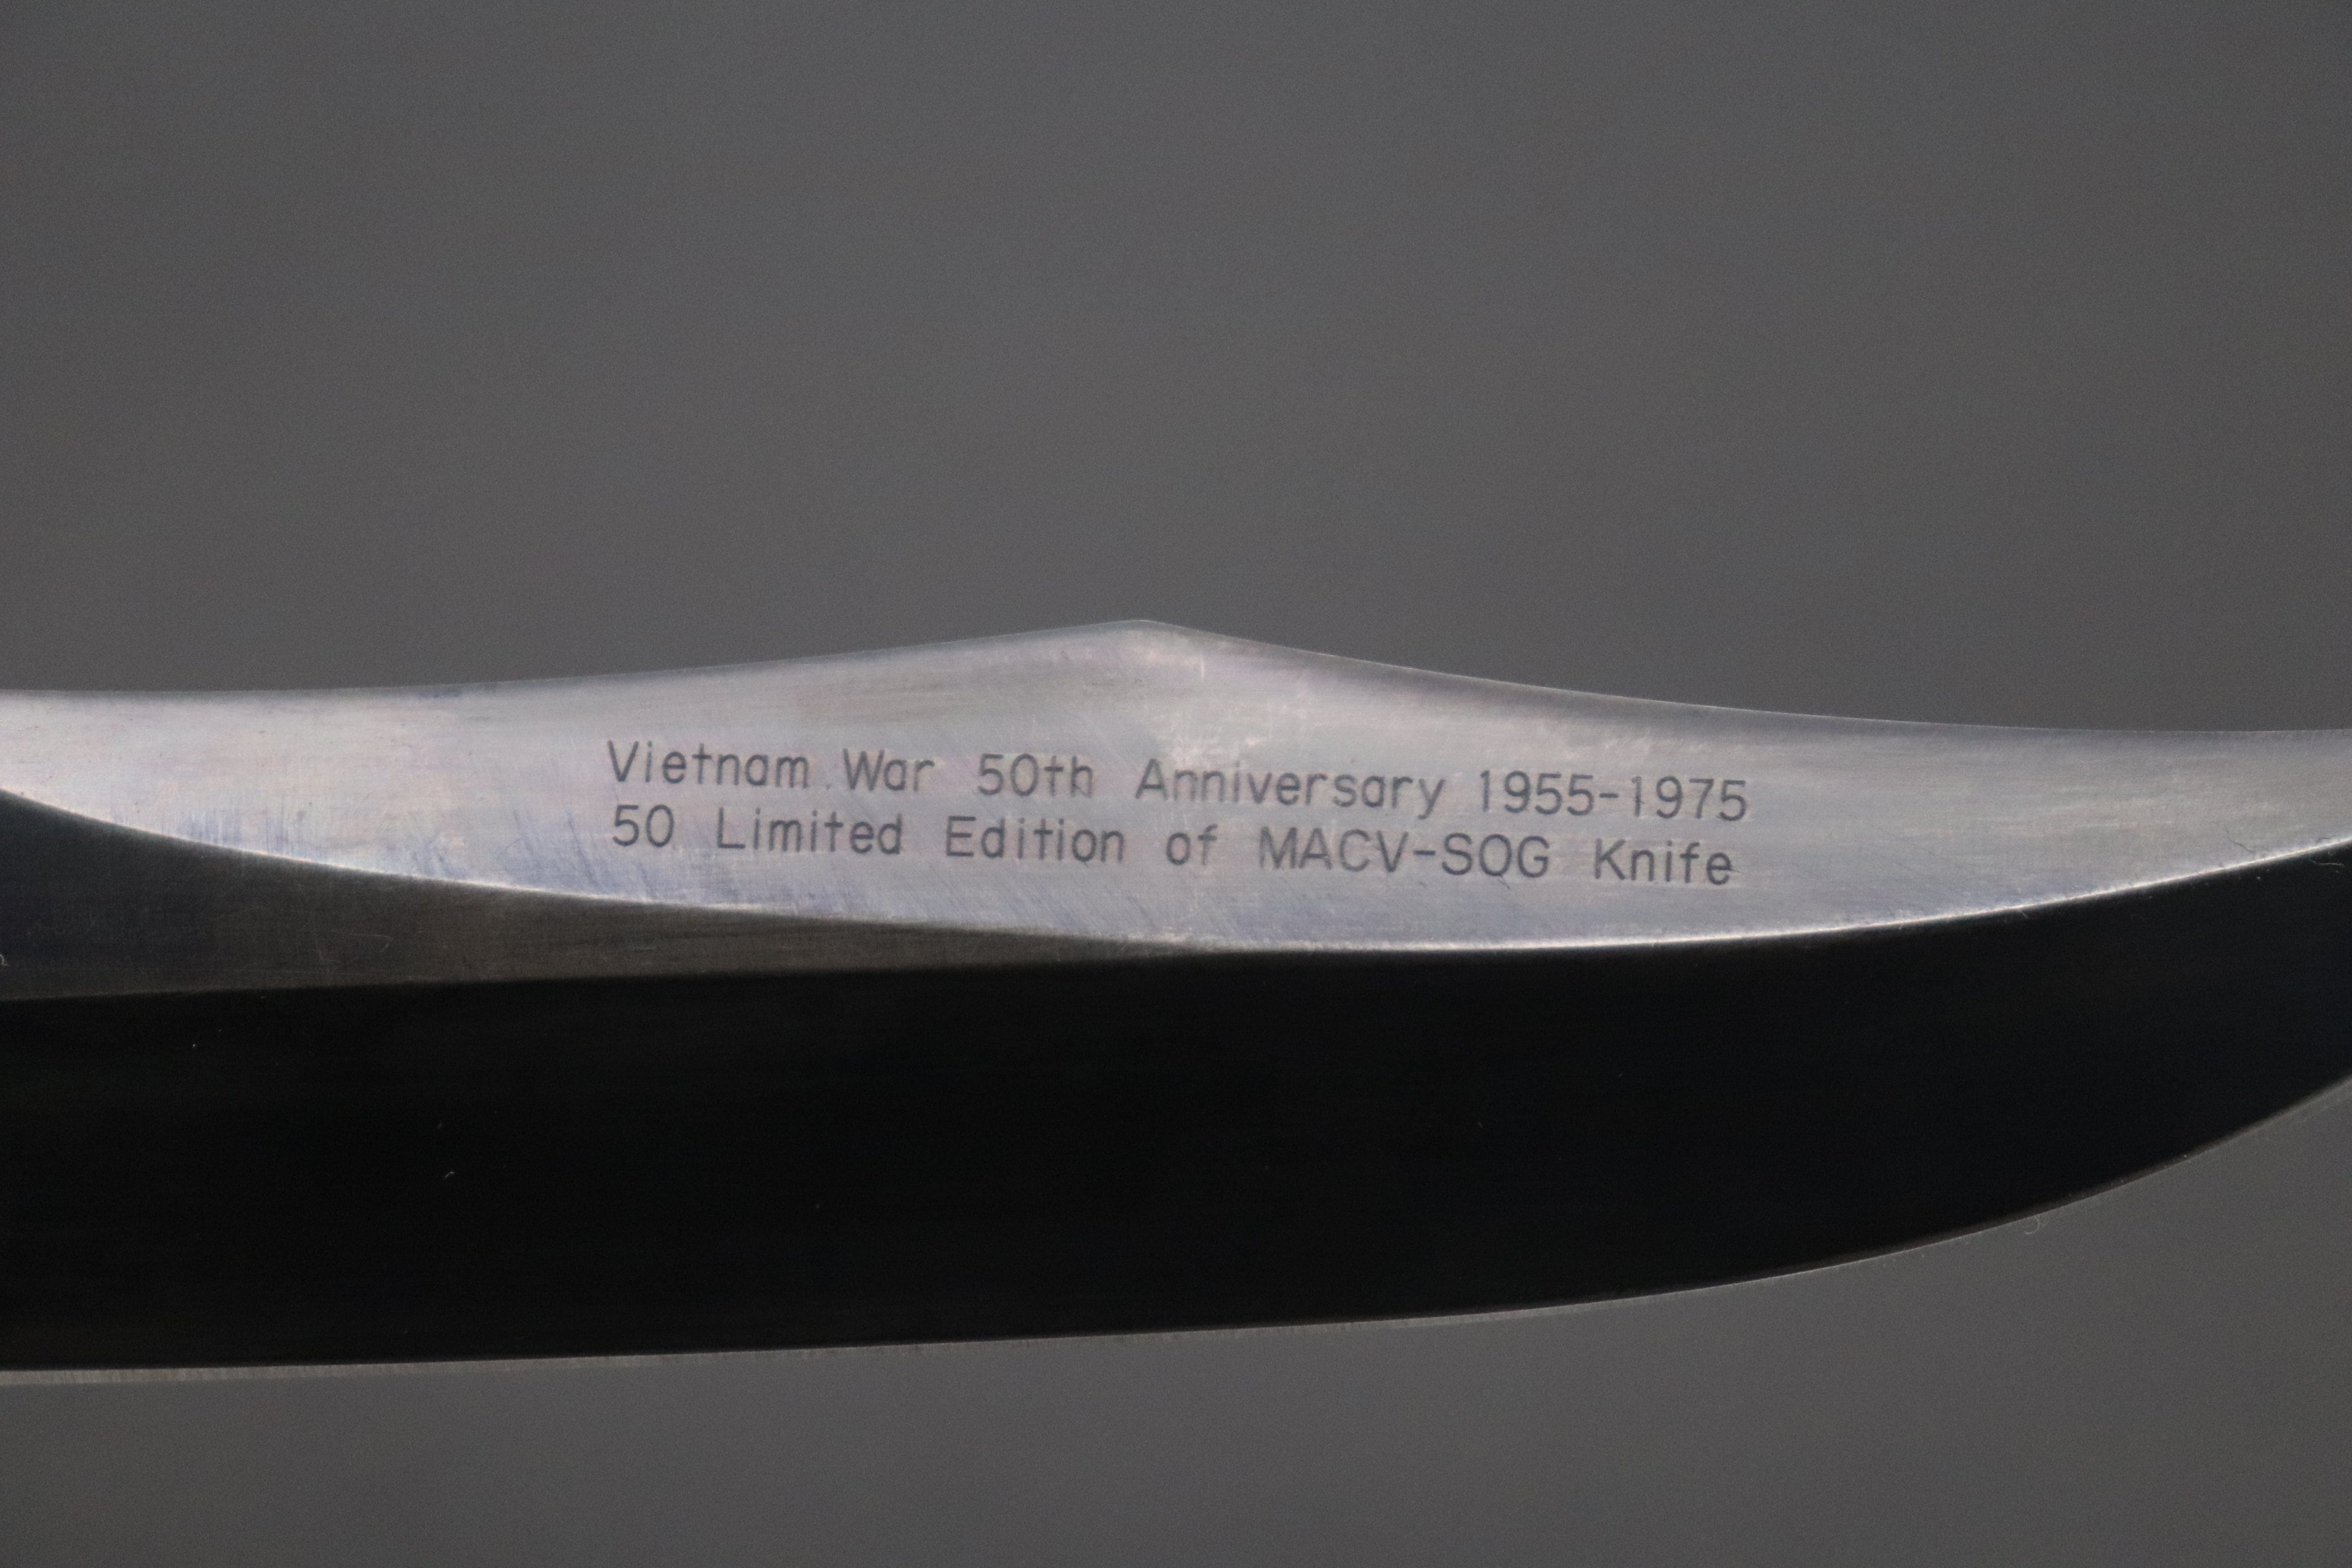 Vietnam War 50th Anniversary 1955-1975
50 Limited Edition of MACV-SOG Knife